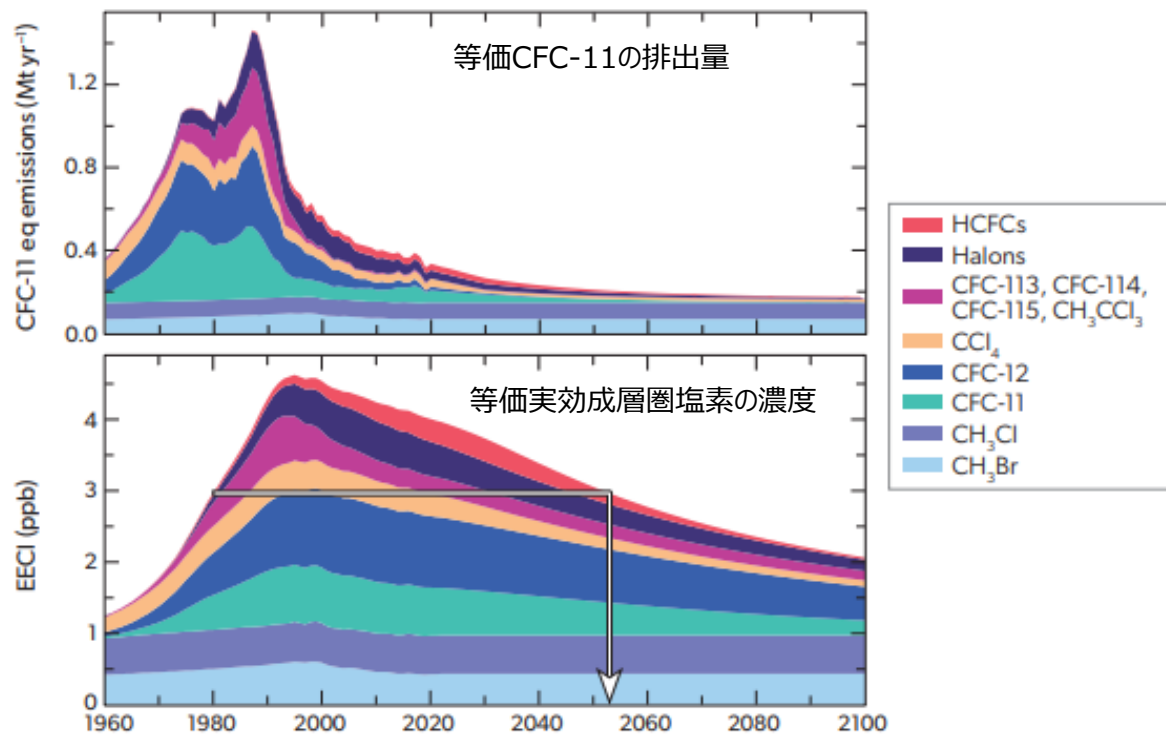 等価CFC-11の排出量
CFC-11 eq emissions (Mt yr⁻¹)
1.2
0.8
0.4
0.0
等価実効成層圏塩素の濃度
EECl (ppb)
4
3
2
1
0
1960 1980 2000 2020 2040 2060 2080 2100
HCFCs
Halons
CFC-113, CFC-114,
CFC-115, CH₃CCl₃
CCl₄
CFC-12
CFC-11
CH₃Cl
CH₃Br